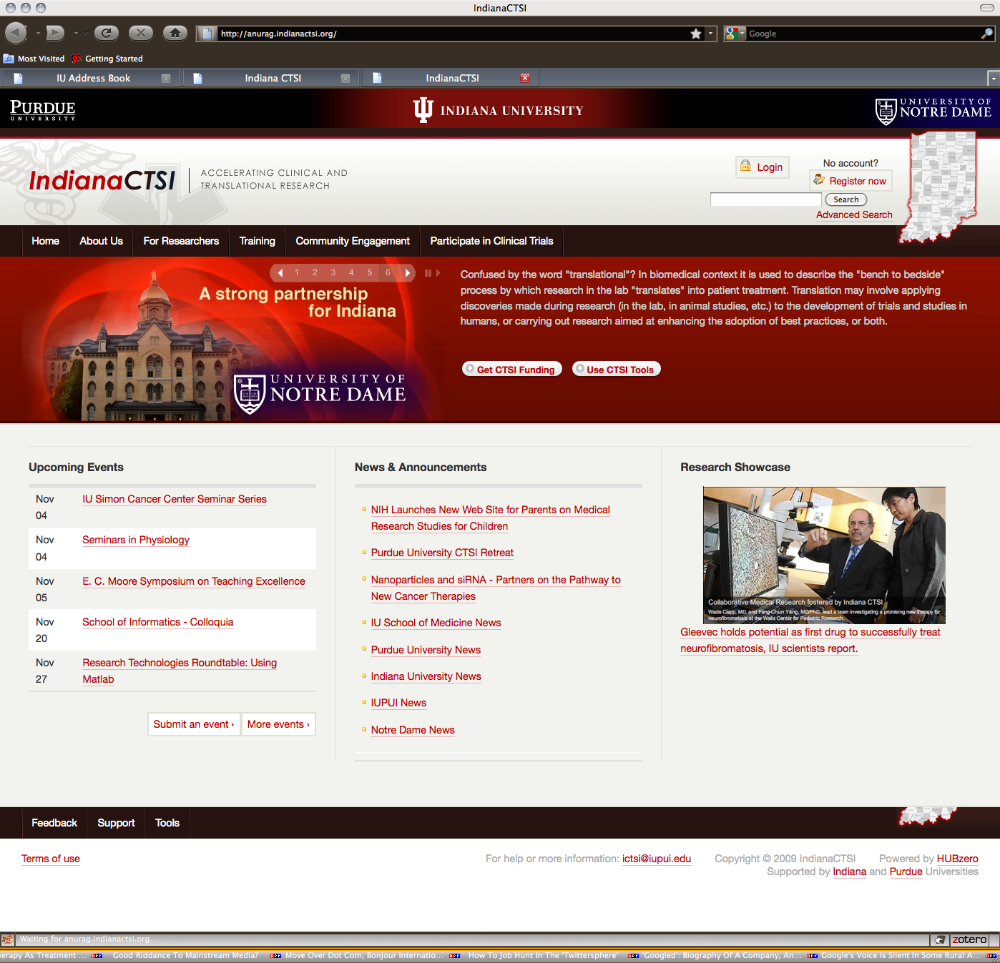 IndianaCTSI
http://anurag.indianactsi.org/
Google
Most Visited Getting Started
IU Address Book Indiana CTSI IndianaCTSI
PURDUE UNIVERSITY
INDIANA UNIVERSITY
UNIVERSITY OF NOTRE DAME
IndianaCTSI
ACCELERATING CLINICAL AND
TRANSLATIONAL RESEARCH
Login
No account?
Register now
Search
Advanced Search
Home About Us For Researchers Training Community Engagement Participate in Clinical Trials
1 2 3 4 5 6
A strong partnership
for Indiana
UNIVERSITY OF
NOTRE DAME
Confused by the word "translational"? In biomedical context it is used to describe the "bench to bedside"
process by which research in the lab "translates" into patient treatment. Translation may involve applying
discoveries made during research (in the lab, in animal studies, etc.) to the development of trials and studies in
humans, or carrying out research aimed at enhancing the adoption of best practices, or both.
Get CTSI Funding Use CTSI Tools
Upcoming Events
Nov 04 IU Simon Cancer Center Seminar Series
Nov 04 Seminars in Physiology
Nov 05 E. C. Moore Symposium on Teaching Excellence
Nov 20 School of Informatics - Colloquia
Nov 27 Research Technologies Roundtable: Using
Matlab
Submit an event › More events ›
News & Announcements
NIH Launches New Web Site for Parents on Medical
Research Studies for Children
Purdue University CTSI Retreat
Nanoparticles and siRNA - Partners on the Pathway to
New Cancer Therapies
IU School of Medicine News
Purdue University News
Indiana University News
IUPUI News
Notre Dame News
Research Showcase
Collaborative Medical Research fostered by Indiana CTSI
Wade Clapp, MD, and Feng-Chun Yang, MD/PhD, lead a team investigating a promising new therapy for
neurofibromatosis at the Wells Center for Pediatric Research.
Gleevec holds potential as first drug to successfully treat
neurofibromatosis, IU scientists report.
Feedback Support Tools
Terms of use
For help or more information: ictsi@iupui.edu Copyright © 2009 IndianaCTSI Powered by HUBzero
Supported by Indiana and Purdue Universities
Waiting for anurag.indianactsi.org...
zotero
erapy As Treatment ... npr Good Riddance To Mainstream Media? npr Move Over Dot Com, Bonjour Internatio... npr How To Job Hunt In The 'Twittersphere' npr 'Googled': Biography Of A Company, An... npr Google's Voice Is Silent In Some Rural A... npr